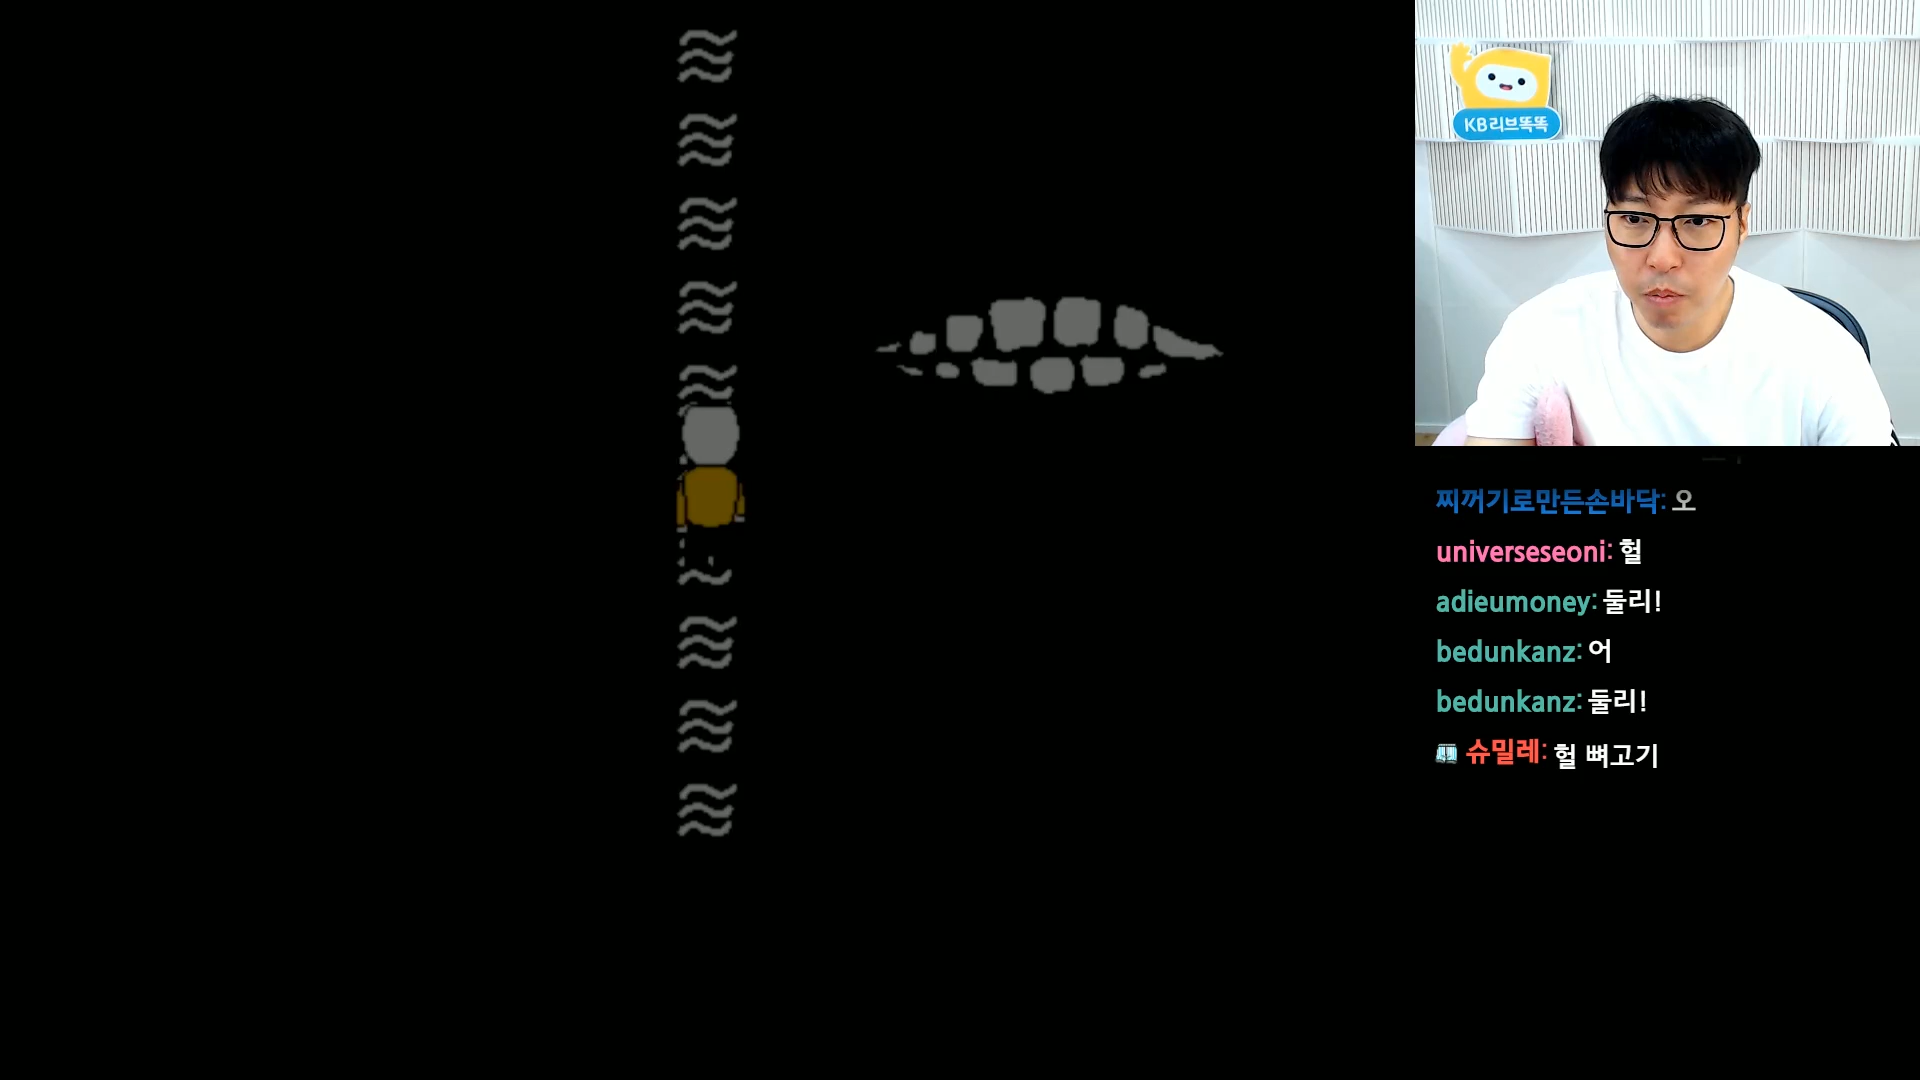 KB리브똑똑
찌꺼기로만든손바닥: 오
universeseoni: 헐
adieumoney: 둘리!
bedunkanz: 어
bedunkanz: 둘리!
슈밀레: 헐 뼈고기